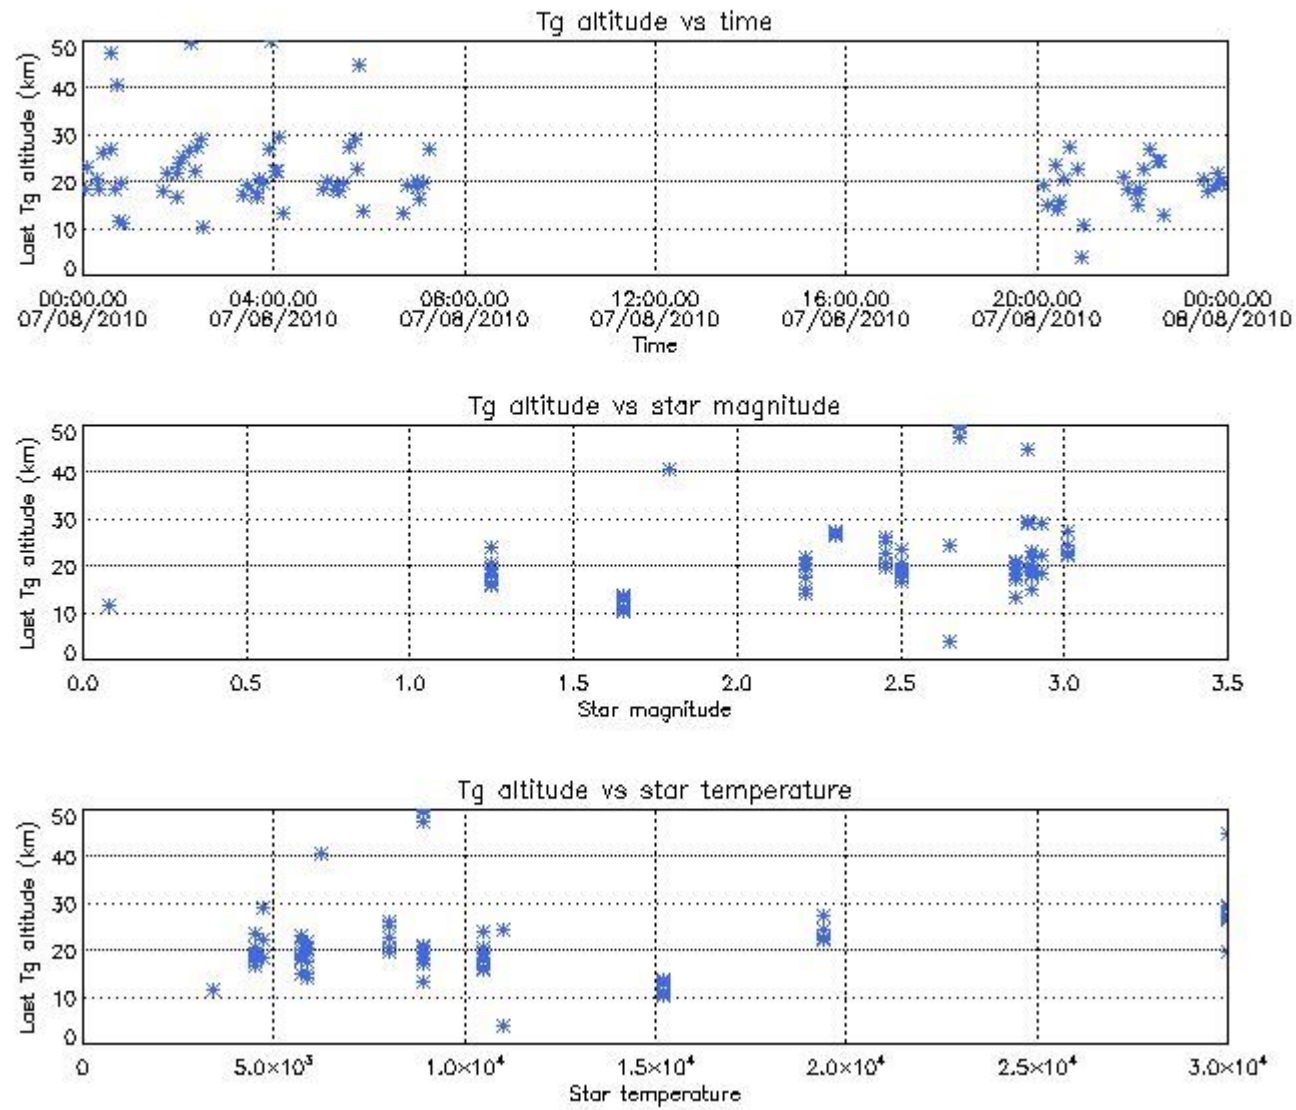 Tg altitude vs time
Last Tg altitude (km)
50
40
30
20
10
0
00:00.00 04:00.00 08:00.00 12:00.00 16:00.00 20:00.00 00:00.00
07/08/2010 07/08/2010 07/08/2010 07/08/2010 07/08/2010 07/08/2010 08/08/2010
Time
Tg altitude vs star magnitude
Last Tg altitude (km)
50
40
30
20
10
0
0.0 0.5 1.0 1.5 2.0 2.5 3.0 3.5
Star magnitude
Tg altitude vs star temperature
Last Tg altitude (km)
50
40
30
20
10
0
0 5.0×10³ 1.0×10⁴ 1.5×10⁴ 2.0×10⁴ 2.5×10⁴ 3.0×10⁴
Star temperature